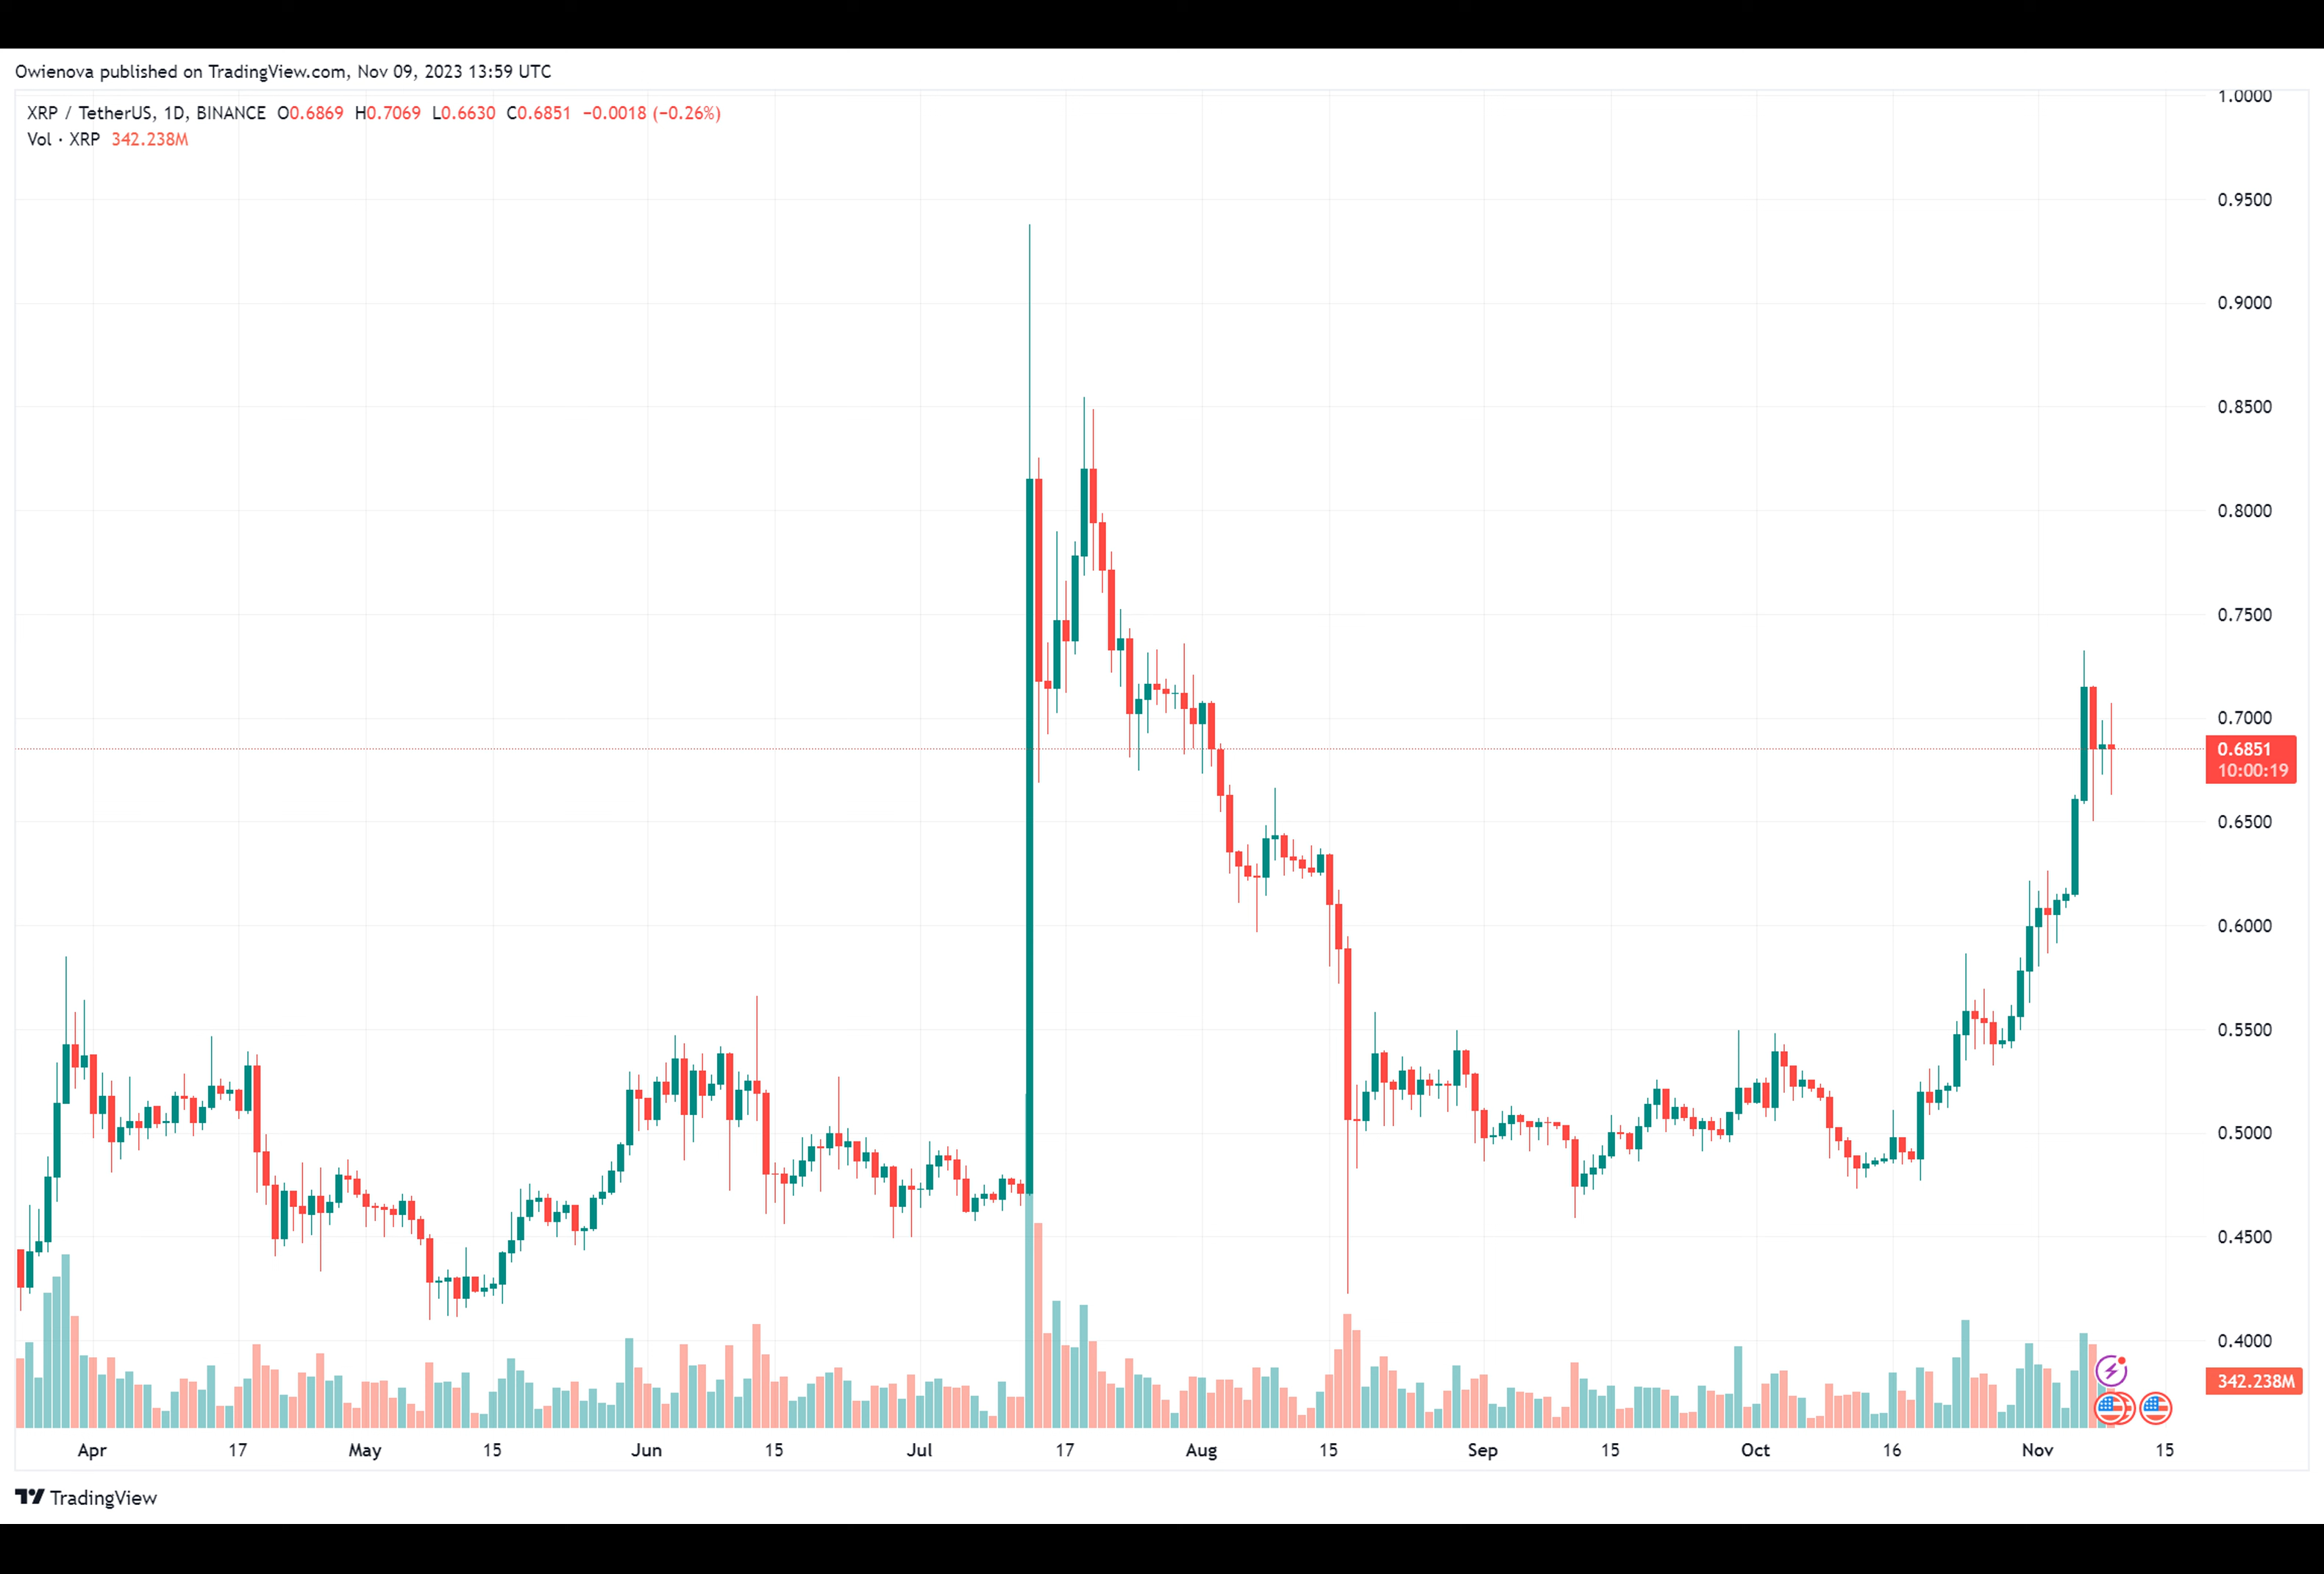 Owienova published on TradingView.com, Nov 09, 2023 13:59 UTC
XRP / TetherUS, 1D, BINANCE O0.6869 H0.7069 L0.6630 C0.6851 −0.0018 (−0.26%)
Vol · XRP 342.238M
1.0000
0.9500
0.9000
0.8500
0.8000
0.7500
0.7000
0.6851
10:00:19
0.6500
0.6000
0.5500
0.5000
0.4500
0.4000
342.238M
Apr 17 May 15 Jun 15 Jul 17 Aug 15 Sep 15 Oct 16 Nov 15
TradingView